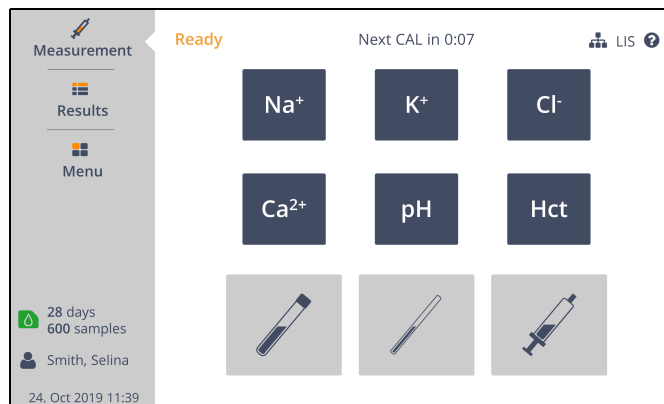 Measurement
Results
Menu
28 days
600 samples
Smith, Selina
24. Oct 2019 11:39
Ready
Next CAL in 0:07
LIS ?
Na⁺
K⁺
Cl⁻
Ca²⁺
pH
Hct